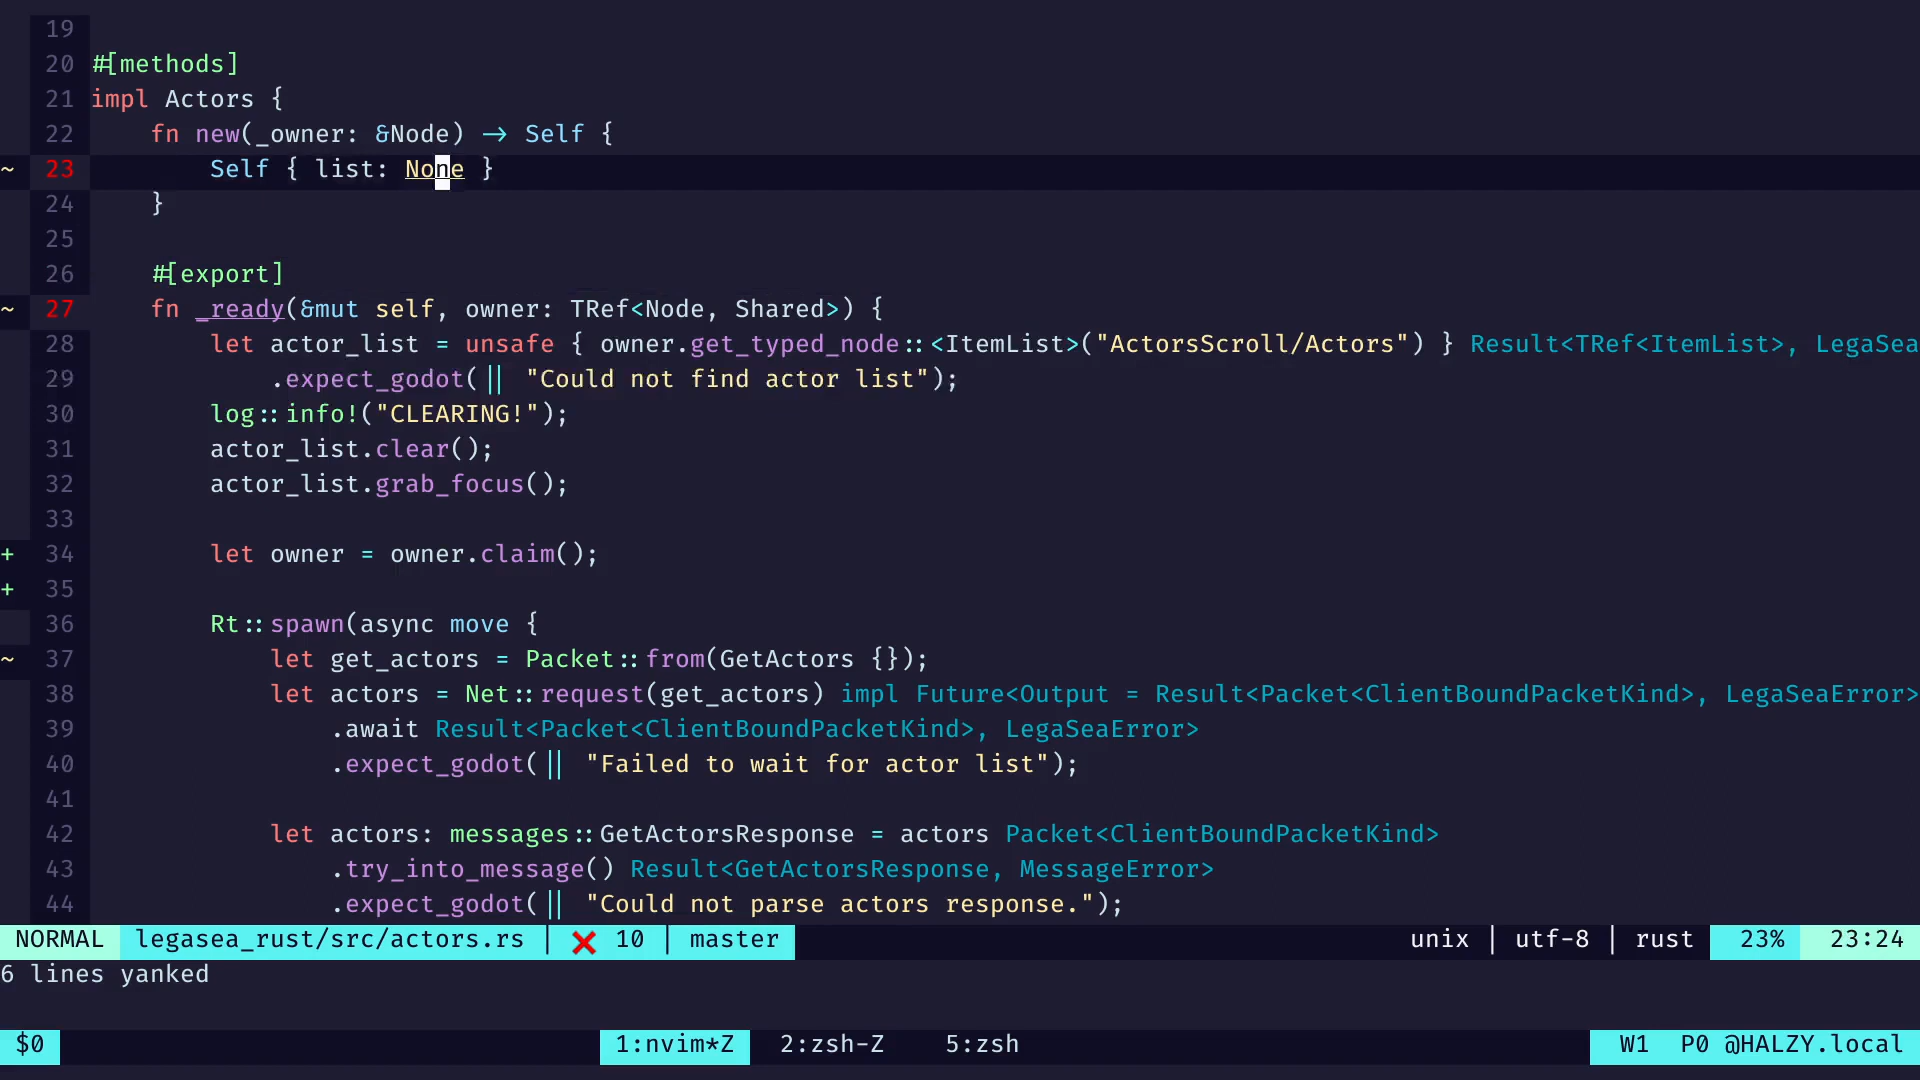 19
20 #[methods]
21 impl Actors {
22     fn new(_owner: &Node) -> Self {
~ 23         Self { list: None }
24     }
25
26     #[export]
~ 27     fn _ready(&mut self, owner: TRef<Node, Shared>) {
28         let actor_list = unsafe { owner.get_typed_node::<ItemList>("ActorsScroll/Actors") } Result<TRef<ItemList>, LegaSea
29             .expect_godot(|| "Could not find actor list");
30         log::info!("CLEARING!");
31         actor_list.clear();
32         actor_list.grab_focus();
33
+ 34         let owner = owner.claim();
+ 35
36         Rt::spawn(async move {
~ 37             let get_actors = Packet::from(GetActors {});
38             let actors = Net::request(get_actors) impl Future<Output = Result<Packet<ClientBoundPacketKind>, LegaSeaError>
39                 .await Result<Packet<ClientBoundPacketKind>, LegaSeaError>
40                 .expect_godot(|| "Failed to wait for actor list");
41
42             let actors: messages::GetActorsResponse = actors Packet<ClientBoundPacketKind>
43                 .try_into_message() Result<GetActorsResponse, MessageError>
44                 .expect_godot(|| "Could not parse actors response.");
NORMAL legasea_rust/src/actors.rs | ❌ 10 | master unix | utf-8 | rust 23% 23:24
6 lines yanked
$0 1:nvim*Z 2:zsh-Z 5:zsh W1 P0 @HALZY.local